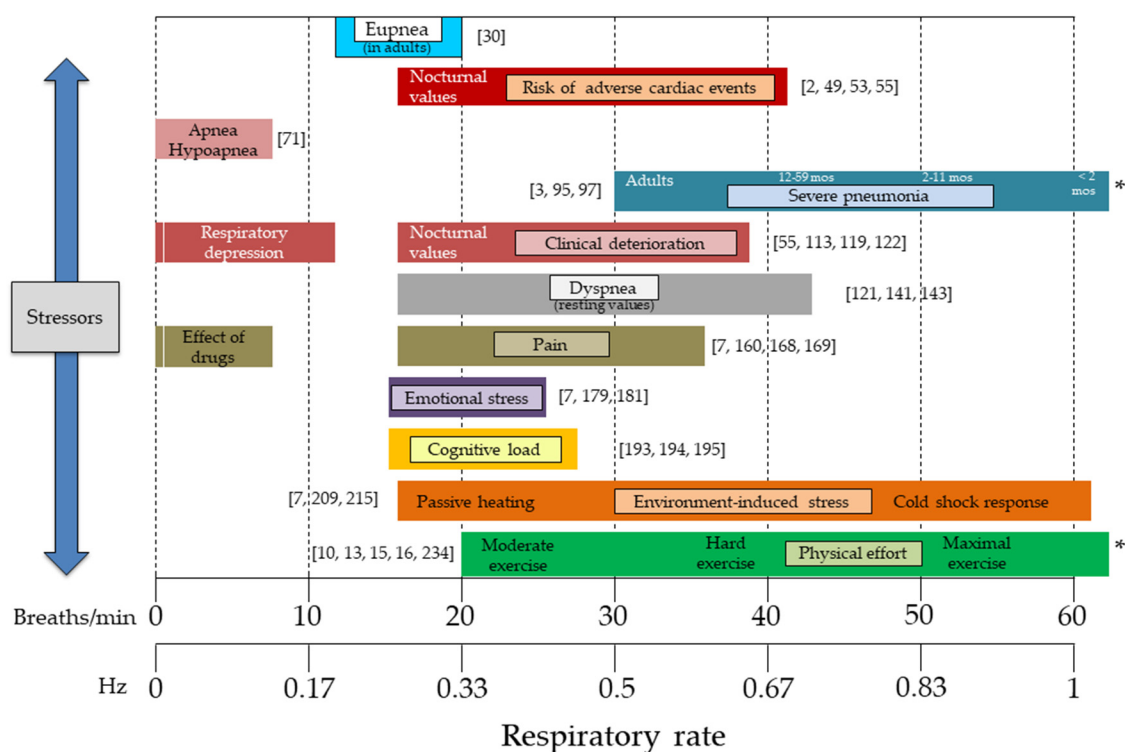 Eupnea
(in adults)
[30]
Nocturnal
values
Risk of adverse cardiac events
[2, 49, 53, 55]
Apnea
Hypoapnea
[71]
[3, 95, 97]
Adults
12-59 mos
2-11 mos
< 2
mos
Severe pneumonia
*
Respiratory
depression
Nocturnal
values
Clinical deterioration
[55, 113, 119, 122]
Dyspnea
(resting values)
[121, 141, 143]
Stressors
Effect of
drugs
Pain
[7, 160, 168, 169]
Emotional stress
[7, 179, 181]
Cognitive load
[193, 194, 195]
[7, 209, 215]
Passive heating
Environment-induced stress
Cold shock response
[10, 13, 15, 16, 234]
Moderate
exercise
Hard
exercise
Physical effort
Maximal
exercise
*
Breaths/min 0 10 20 30 40 50 60
Hz 0 0.17 0.33 0.5 0.67 0.83 1
Respiratory rate